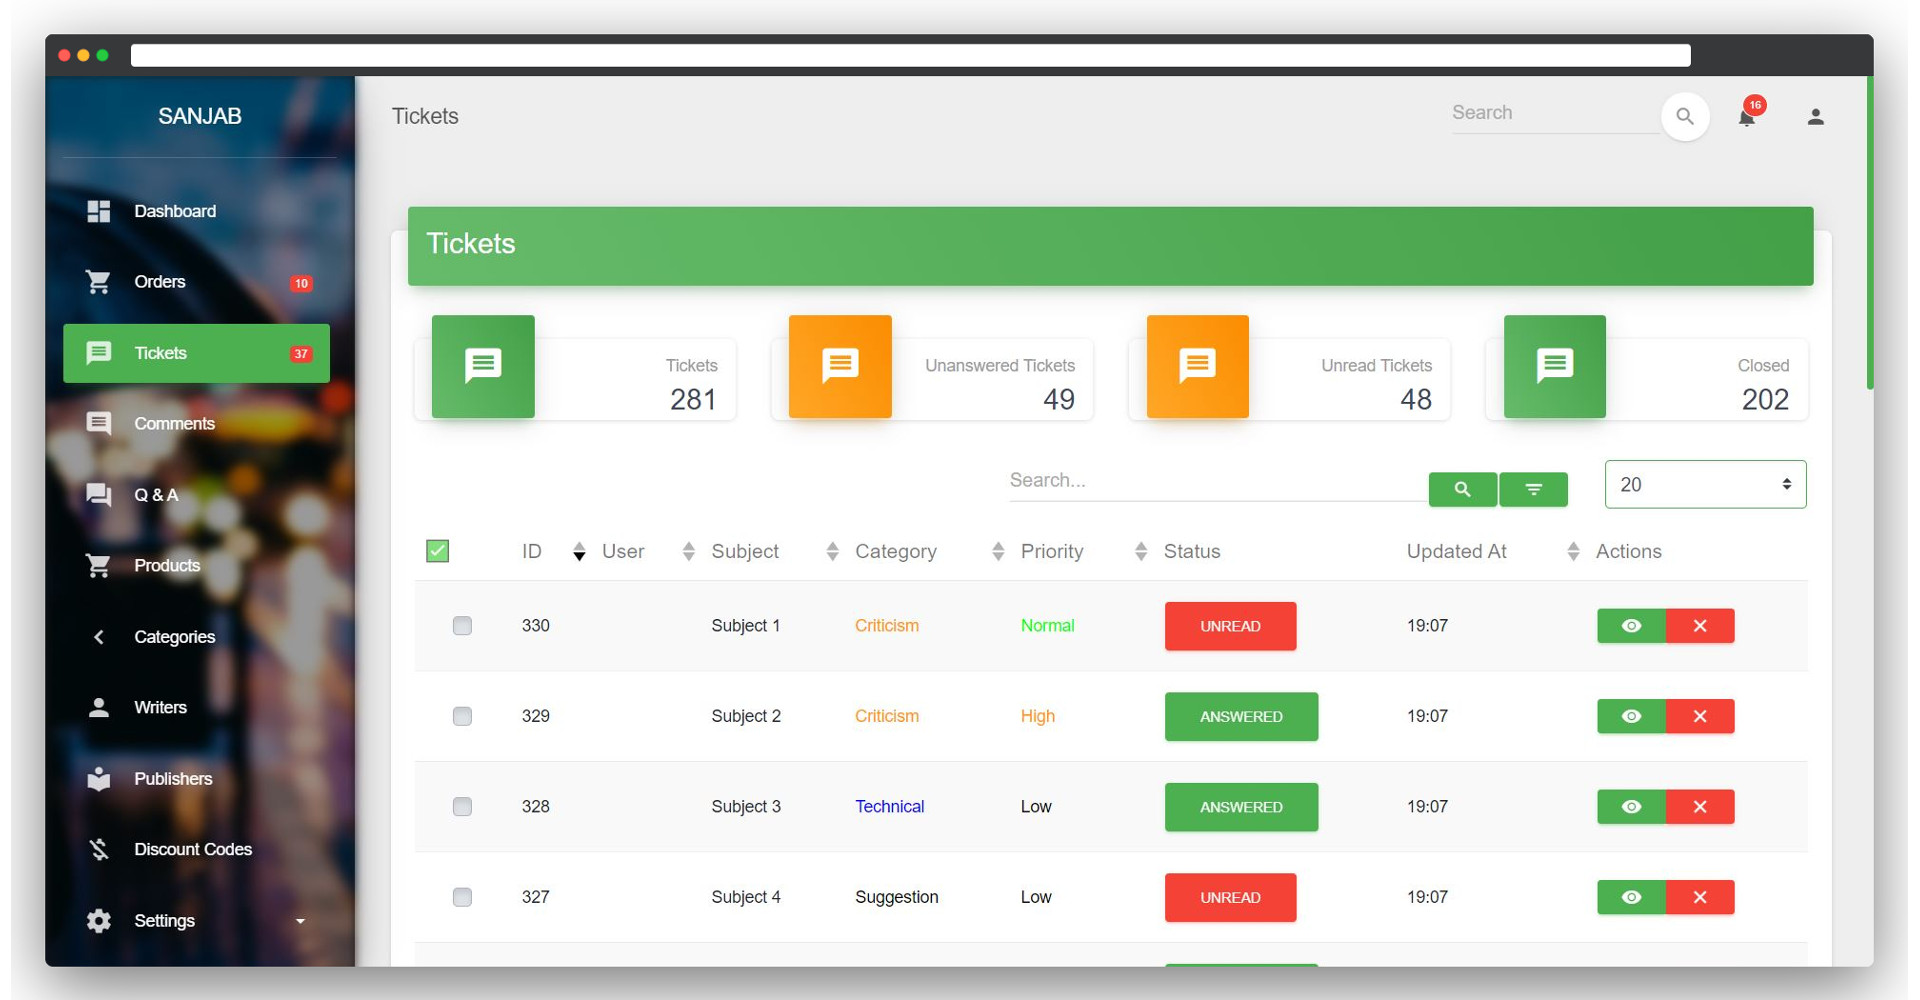 SANJAB
Tickets
Search
16
Dashboard
Orders 10
Tickets 37
Comments
Q & A
Products
Categories
Writers
Publishers
Discount Codes
Settings
Tickets
Tickets
281
Unanswered Tickets
49
Unread Tickets
48
Closed
202
Search...
20
ID User Subject Category Priority Status Updated At Actions
330 Subject 1 Criticism Normal UNREAD 19:07
329 Subject 2 Criticism High ANSWERED 19:07
328 Subject 3 Technical Low ANSWERED 19:07
327 Subject 4 Suggestion Low UNREAD 19:07